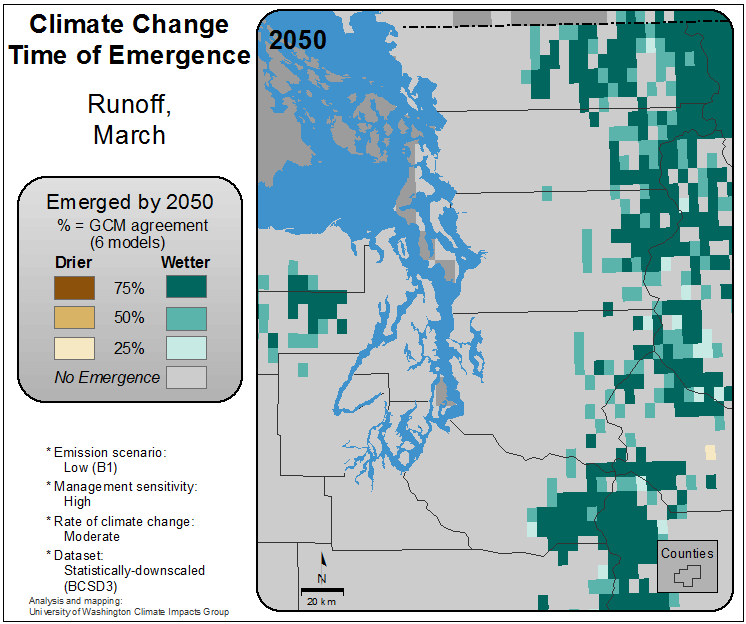 Climate Change
Time of Emergence
Runoff,
March
Emerged by 2050
% = GCM agreement
(6 models)
Drier Wetter
75%
50%
25%
No Emergence
* Emission scenario:
Low (B1)
* Management sensitivity:
High
* Rate of climate change:
Moderate
* Dataset:
Statistically-downscaled
(BCSD3)
Analysis and mapping:
University of Washington Climate Impacts Group
2050
N
20 km
Counties